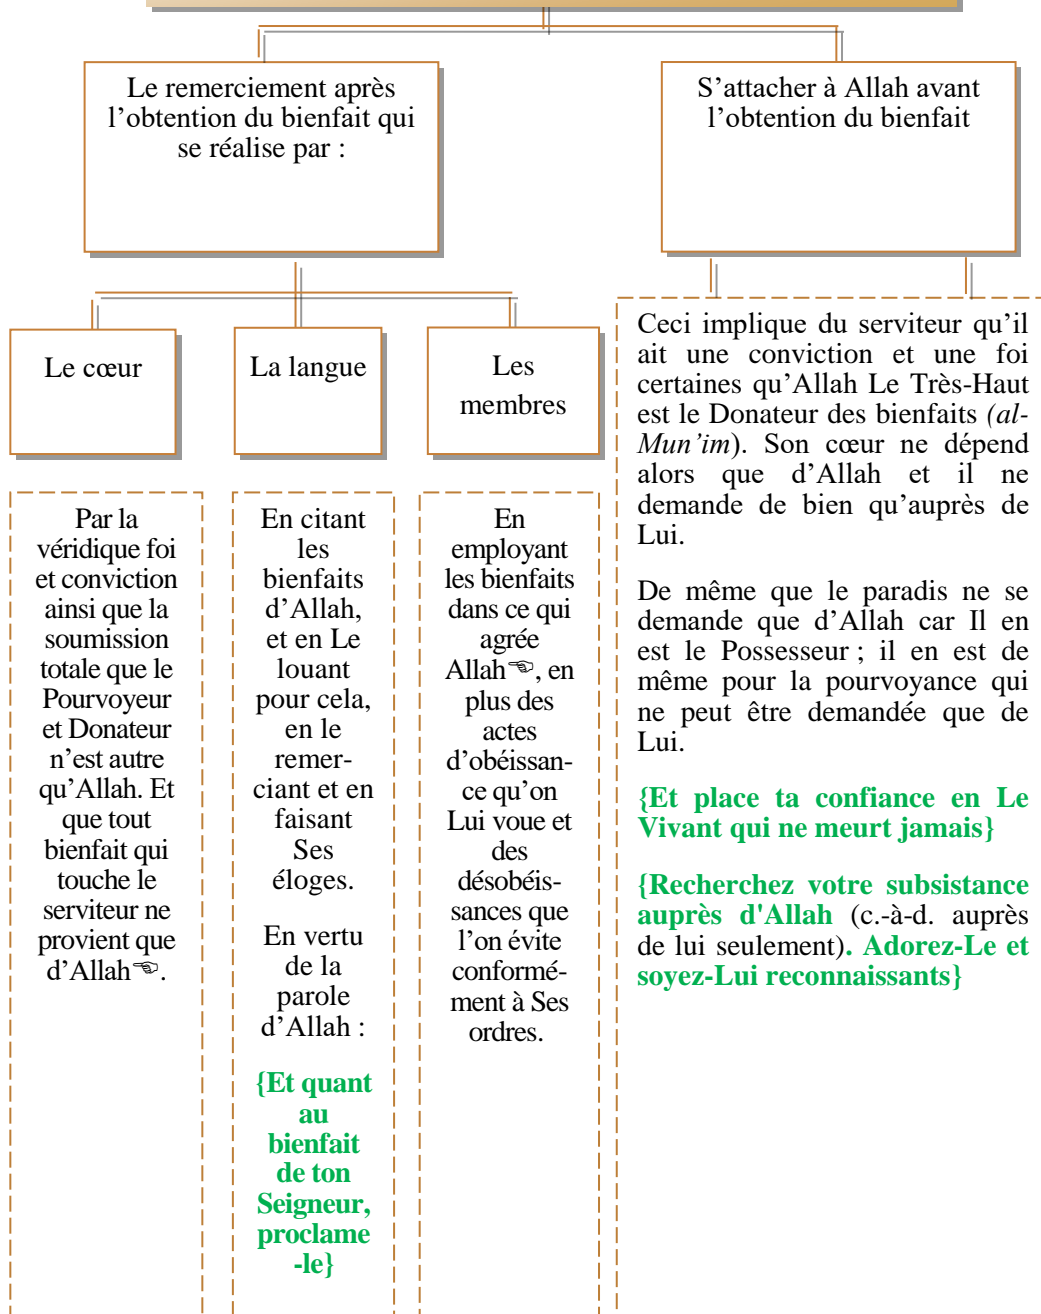 Le remerciement après
l’obtention du bienfait qui
se réalise par :
S’attacher à Allah avant
l’obtention du bienfait
Le cœur
La langue
Les
membres
Par la
véridique foi
et conviction
ainsi que la
soumission
totale que le
Pourvoyeur
et Donateur
n’est autre
qu’Allah. Et
que tout
bienfait qui
touche le
serviteur ne
provient que
d’Allah☜.
En citant
les
bienfaits
d’Allah,
et en Le
louant
pour cela,
en le
remer-
ciant et en
faisant
Ses
éloges.
En vertu
de la
parole
d’Allah :
{Et quant
au
bienfait
de ton
Seigneur,
proclame
-le}
En
employant
les bienfaits
dans ce qui
agrée
Allah☜, en
plus des
actes
d’obéissan-
ce qu’on
Lui voue et
des
désobéis-
sances que
l’on évite
conformé-
ment à Ses
ordres.
Ceci implique du serviteur qu’il
ait une conviction et une foi
certaines qu’Allah Le Très-Haut
est le Donateur des bienfaits (al-
Mun’im). Son cœur ne dépend
alors que d’Allah et il ne
demande de bien qu’auprès de
Lui.
De même que le paradis ne se
demande que d’Allah car Il en
est le Possesseur ; il en est de
même pour la pourvoyance qui
ne peut être demandée que de
Lui.
{Et place ta confiance en Le
Vivant qui ne meurt jamais}
{Recherchez votre subsistance
auprès d'Allah (c.-à-d. auprès
de lui seulement). Adorez-Le et
soyez-Lui reconnaissants}